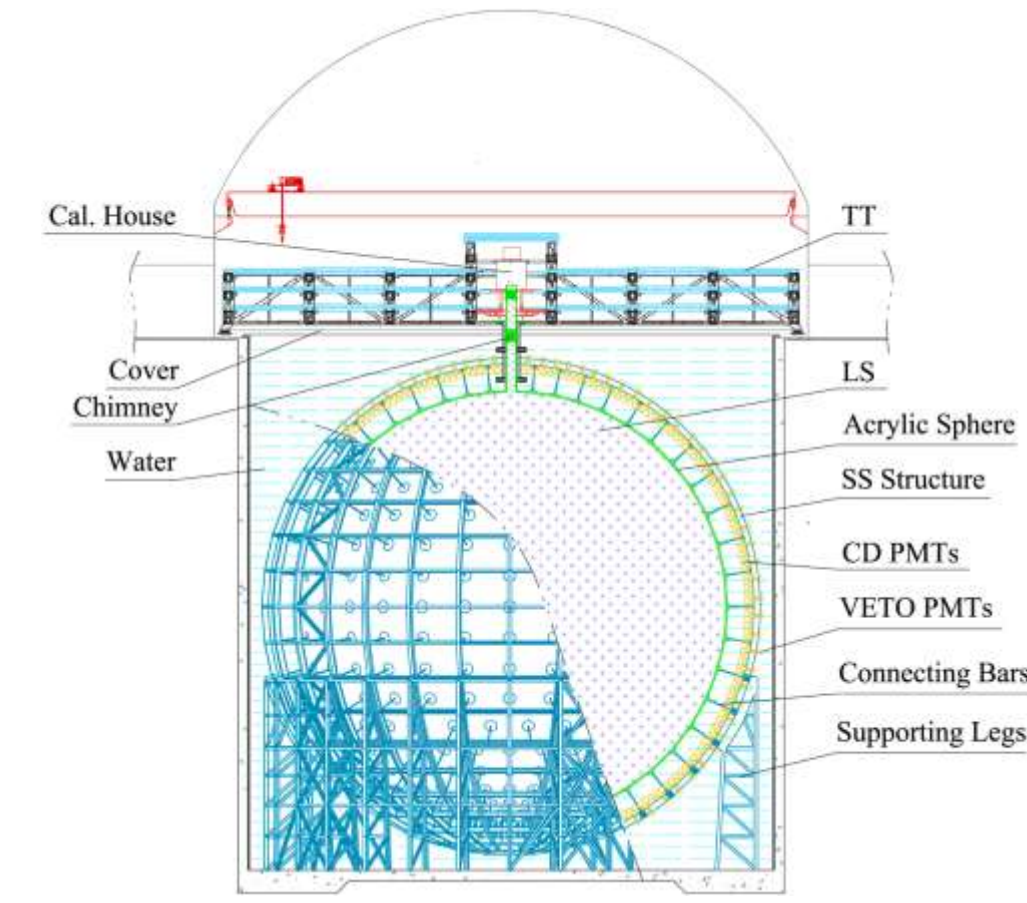 Cal. House
TT
Cover
Chimney
Water
LS
Acrylic Sphere
SS Structure
CD PMTs
VETO PMTs
Connecting Bars
Supporting Legs